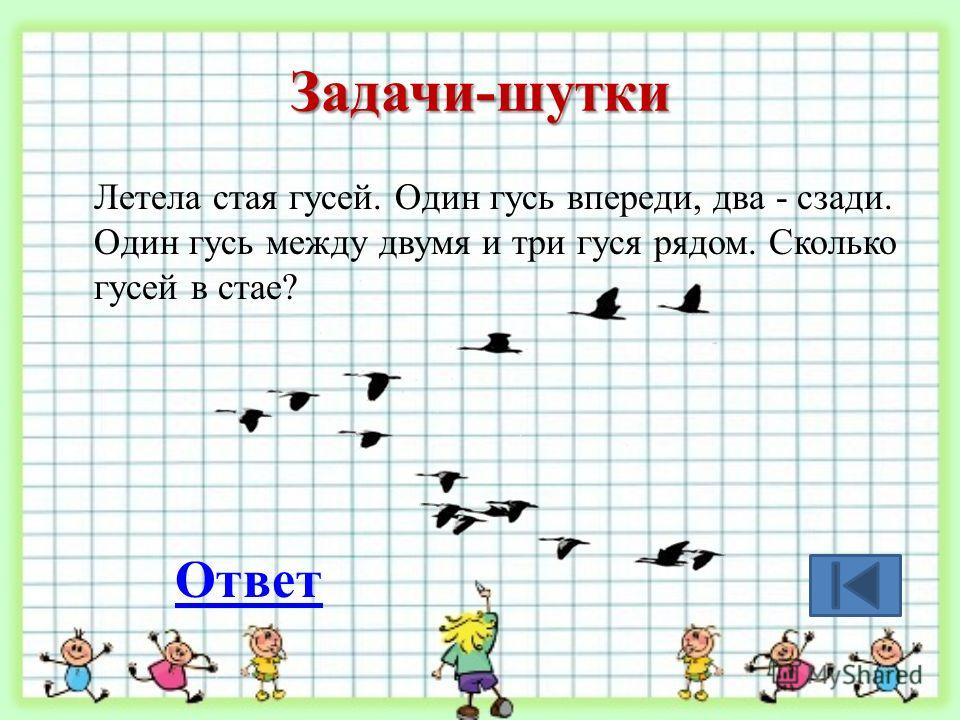 Задачи-шутки
Летела стая гусей. Один гусь впереди, два - сзади.
Один гусь между двумя и три гуся рядом. Сколько
гусей в стае?
Ответ
MyShared